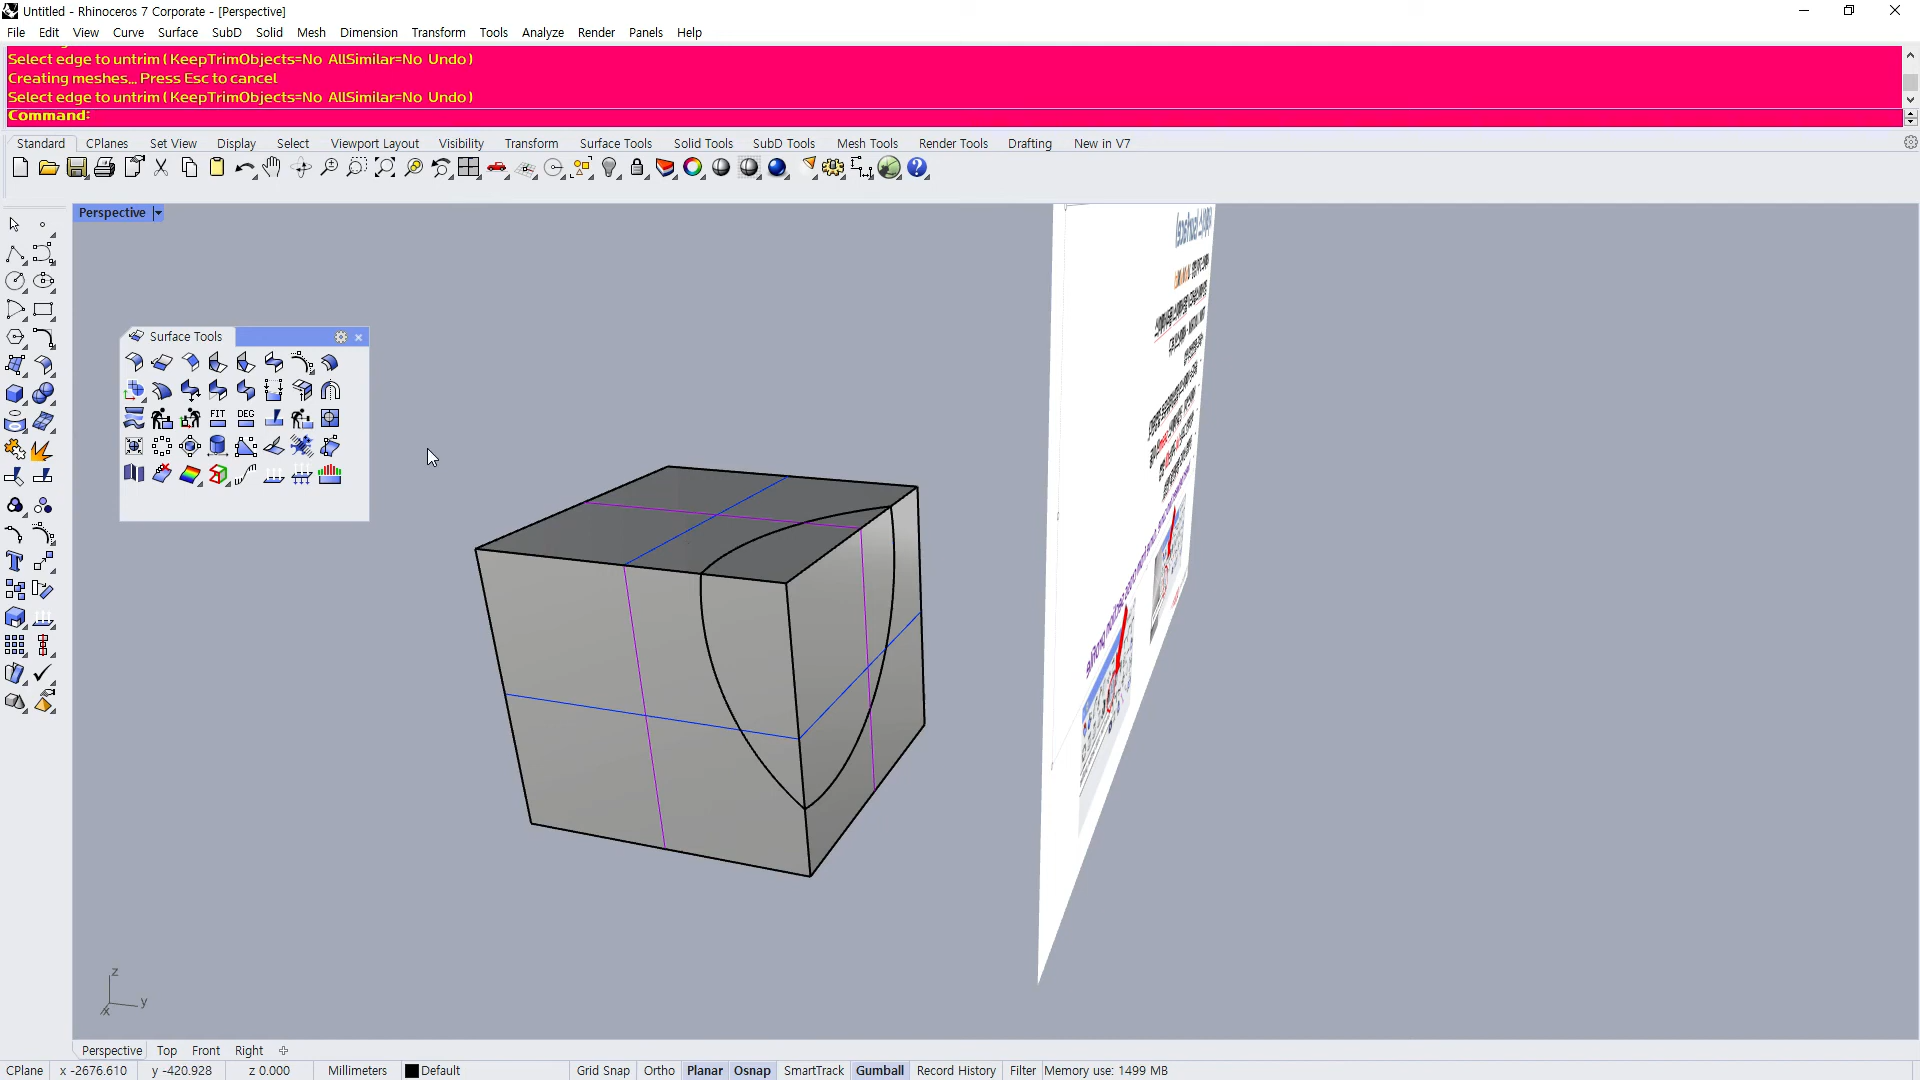 Untitled - Rhinoceros 7 Corporate - [Perspective]
File Edit View Curve Surface SubD Solid Mesh Dimension Transform Tools Analyze Render Panels Help
Select edge to untrim ( KeepTrimObjects=No AllSimilar=No Undo )
Creating meshes... Press Esc to cancel
Select edge to untrim ( KeepTrimObjects=No AllSimilar=No Undo )
Command:
Standard CPlanes Set View Display Select Viewport Layout Visibility Transform Surface Tools Solid Tools SubD Tools Mesh Tools Render Tools Drafting New in V7
Perspective
Surface Tools
FIT DEG
z
y
x
Perspective Top Front Right
CPlane x -2676.610 y -420.928 z 0.000 Millimeters Default Grid Snap Ortho Planar Osnap SmartTrack Gumball Record History Filter Memory use: 1499 MB